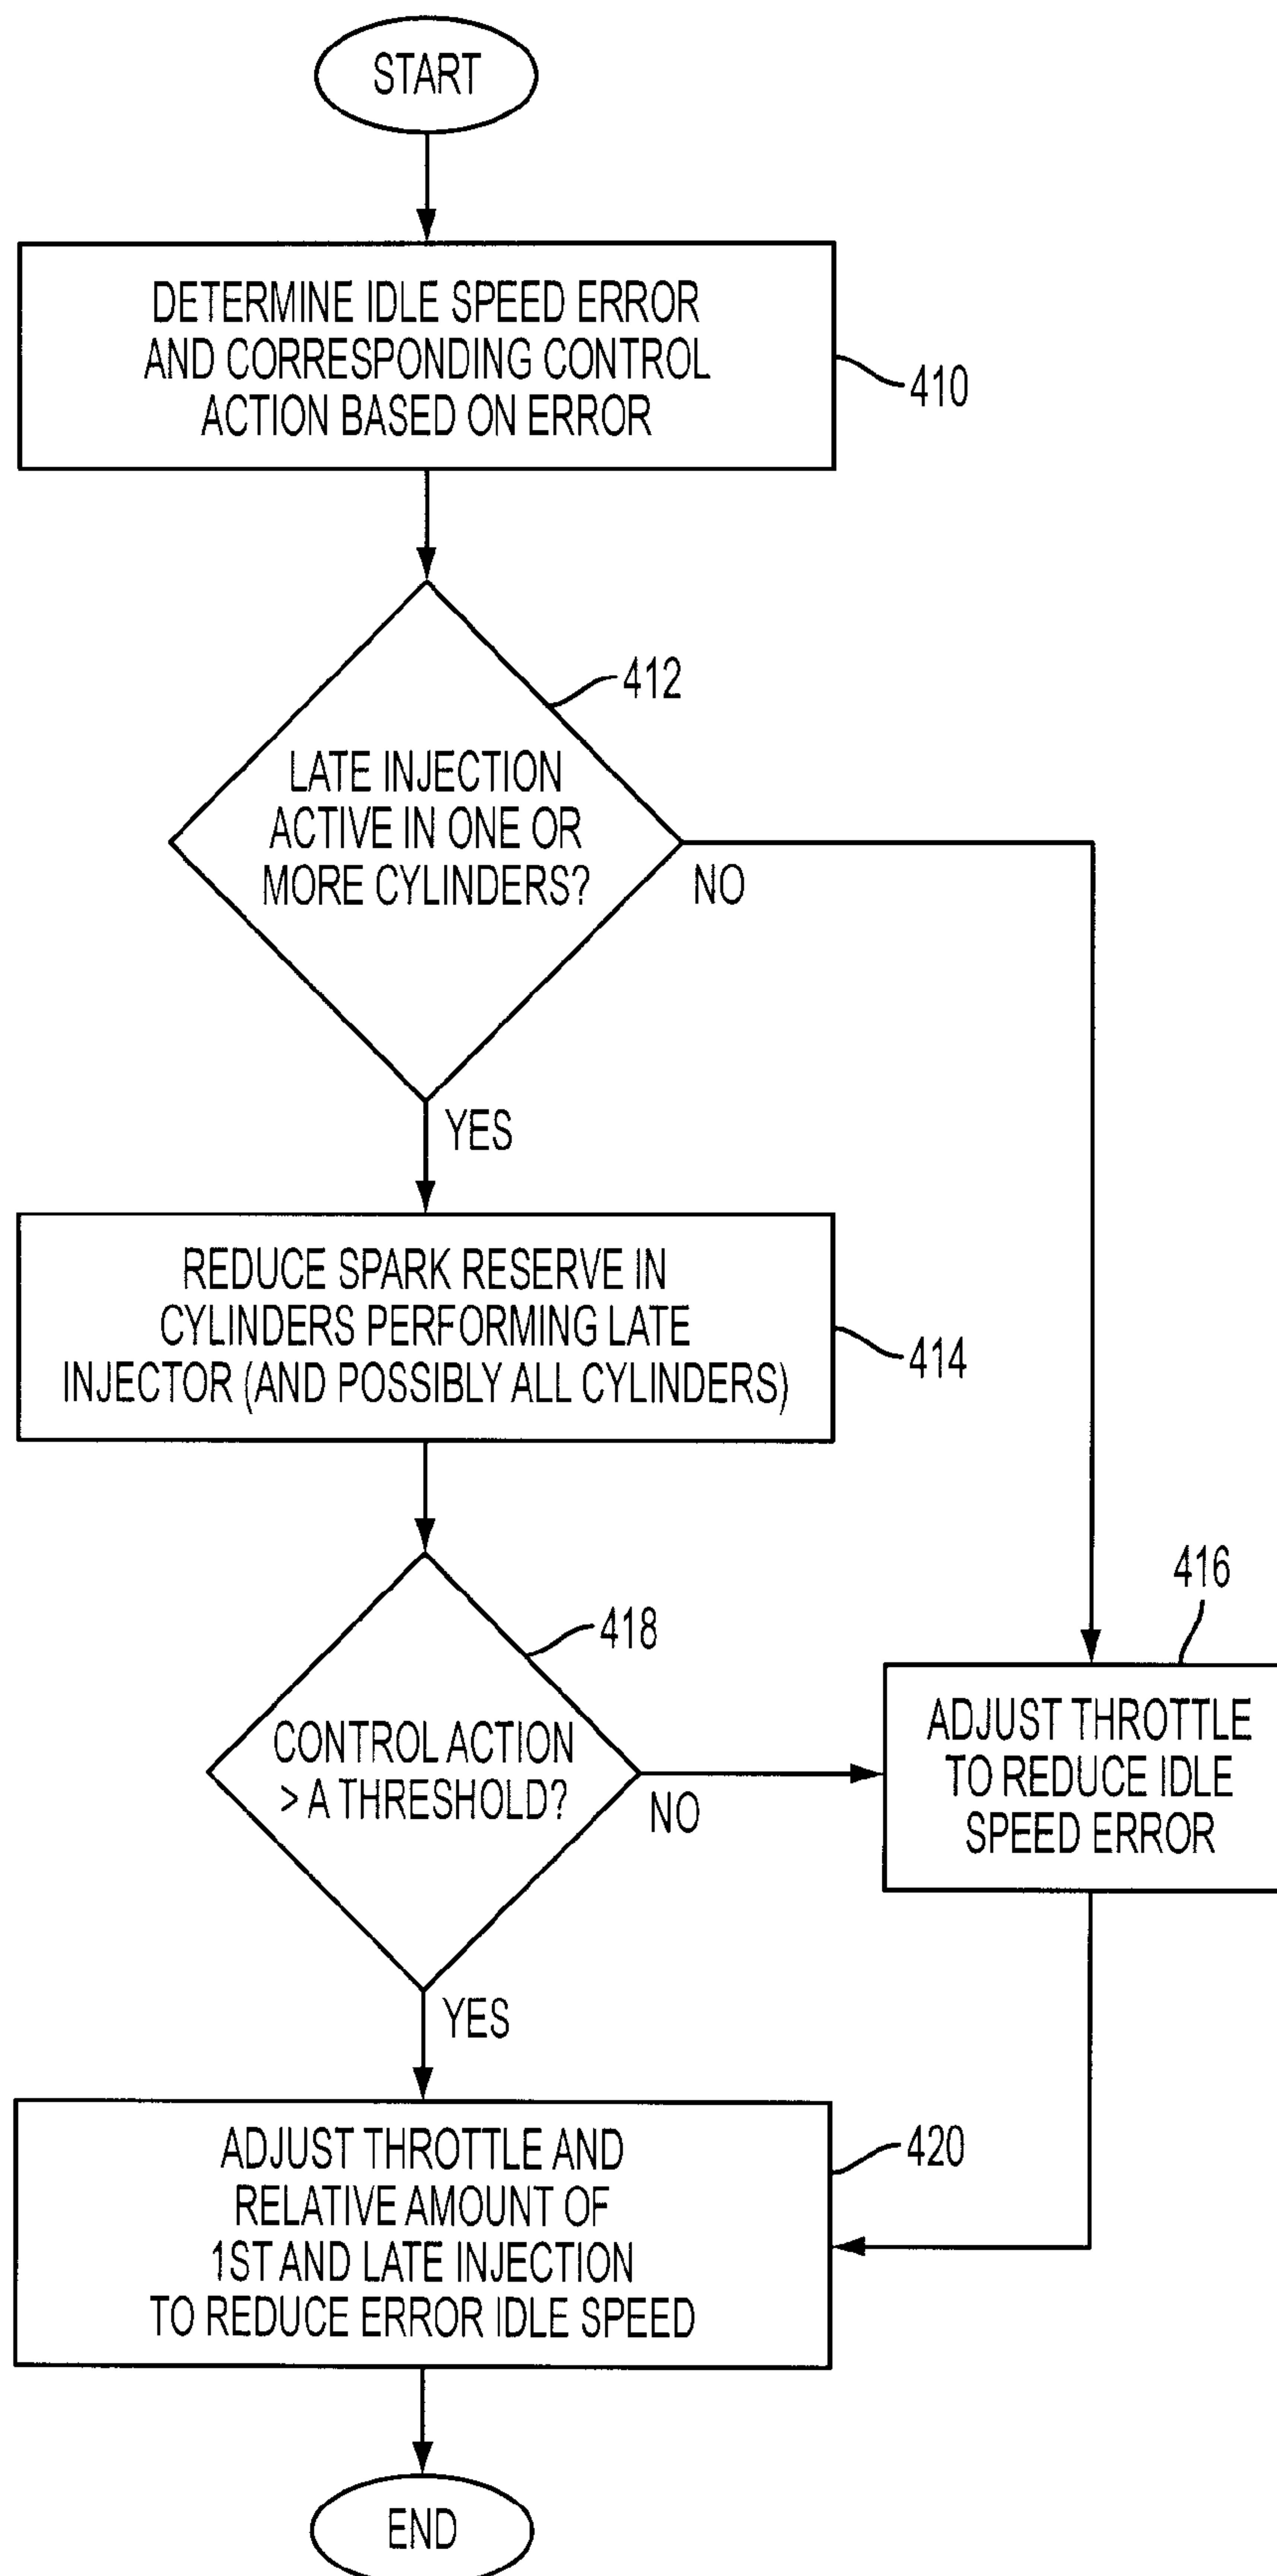 START
DETERMINE IDLE SPEED ERROR
AND CORRESPONDING CONTROL
ACTION BASED ON ERROR
410
412
LATE INJECTION
ACTIVE IN ONE OR
MORE CYLINDERS?
NO
YES
REDUCE SPARK RESERVE IN
CYLINDERS PERFORMING LATE
INJECTOR (AND POSSIBLY ALL CYLINDERS)
414
416
418
CONTROL ACTION
> A THRESHOLD?
NO
ADJUST THROTTLE
TO REDUCE IDLE
SPEED ERROR
YES
ADJUST THROTTLE AND
RELATIVE AMOUNT OF
1ST AND LATE INJECTION
TO REDUCE ERROR IDLE SPEED
420
END